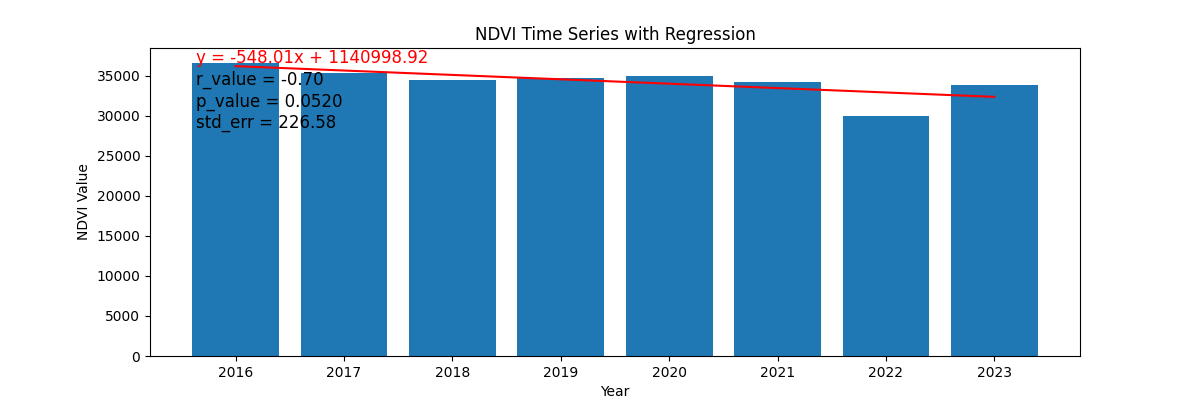 NDVI Time Series with Regression
y = -548.01x + 1140998.92
r_value = -0.70
p_value = 0.0520
std_err = 226.58
35000
30000
25000
20000
15000
10000
5000
0
NDVI Value
2016 2017 2018 2019 2020 2021 2022 2023
Year